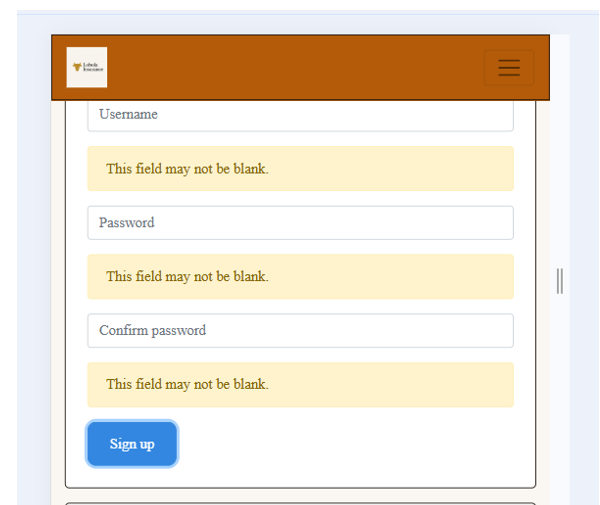 Lobola
Insurance
Username
This field may not be blank.
Password
This field may not be blank.
Confirm password
This field may not be blank.
Sign up